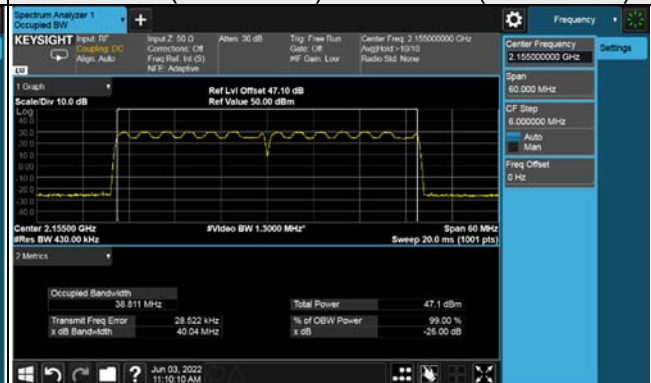 Spectrum Analyzer 1
Occupied BW
Frequency
KEYSIGHT
Input: RF
Coupling: DC
Align: Auto
Input Z: 50 Ω
Corrections: Off
Freq Ref: Int (S)
NFE: Adaptive
Atten: 30 dB
Trig: Free Run
Gate: Off
#IF Gain: Low
Center Freq: 2.155000000 GHz
Avg|Hold:>10/10
Radio Std: None
LM
Center Frequency
2.155000000 GHz
Settings
Span
60.000 MHz
CF Step
6.000000 MHz
Auto
Man
Freq Offset
0 Hz
1 Graph
Scale/Div 10.0 dB
Ref Lvl Offset 47.10 dB
Ref Value 50.00 dBm
Log
40.0
30.0
20.0
10.0
0.00
-10.0
-20.0
-30.0
-40.0
Center 2.15500 GHz
#Res BW 430.00 kHz
#Video BW 1.3000 MHz*
Span 60 MHz
Sweep 20.0 ms (1001 pts)
2 Metrics
Occupied Bandwidth
38.811 MHz
Total Power
47.1 dBm
Transmit Freq Error
28.522 kHz
% of OBW Power
99.00 %
x dB Bandwidth
40.04 MHz
x dB
-26.00 dB
?
Jun 03, 2022
11:10:10 AM